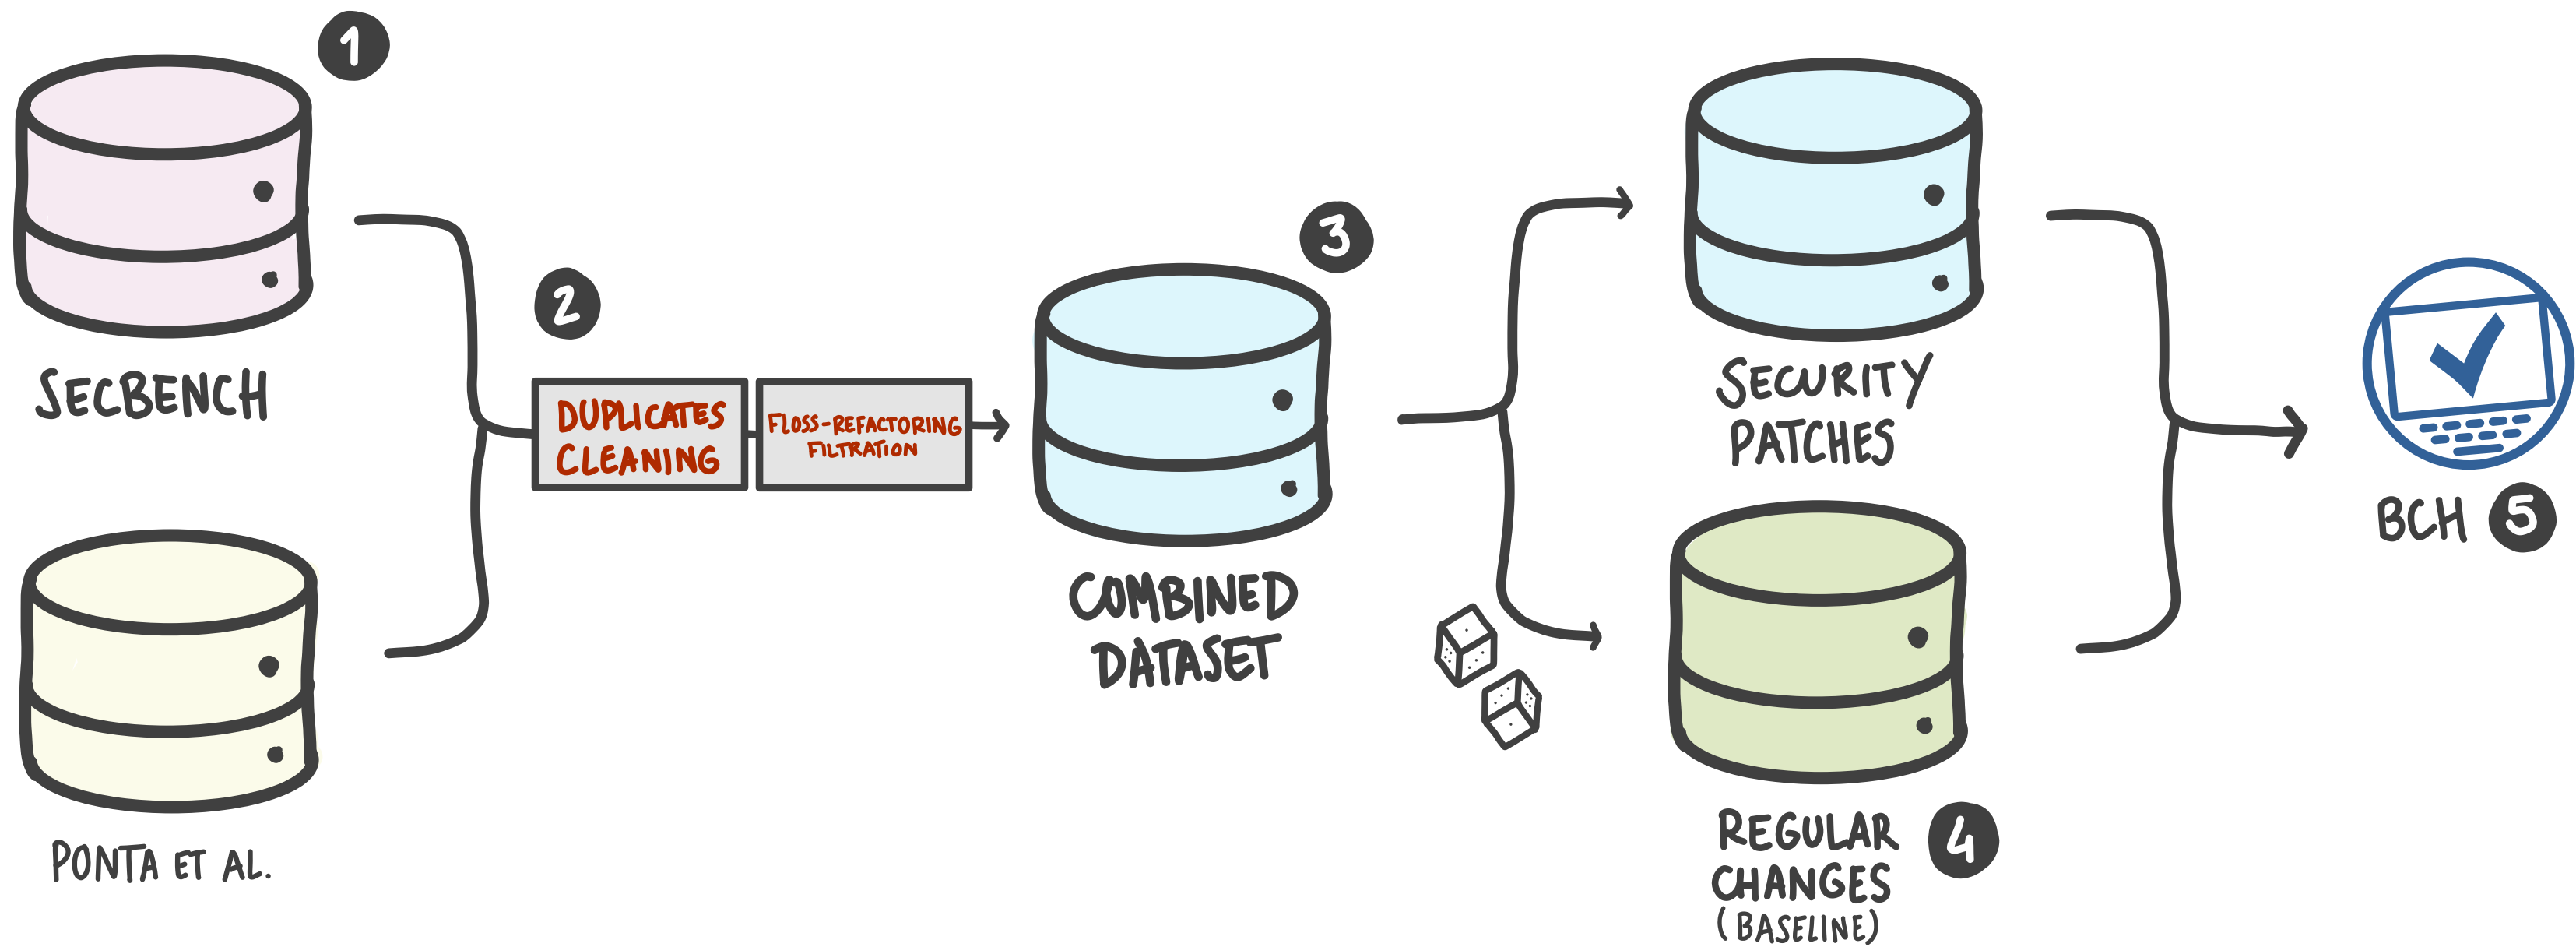 1
SECBENCH
PONTA ET AL.
2
DUPLICATES
CLEANING
FLOSS-REFACTORING
FILTRATION
3
COMBINED
DATASET
SECURITY
PATCHES
REGULAR
CHANGES
(BASELINE)
4
BCH 5